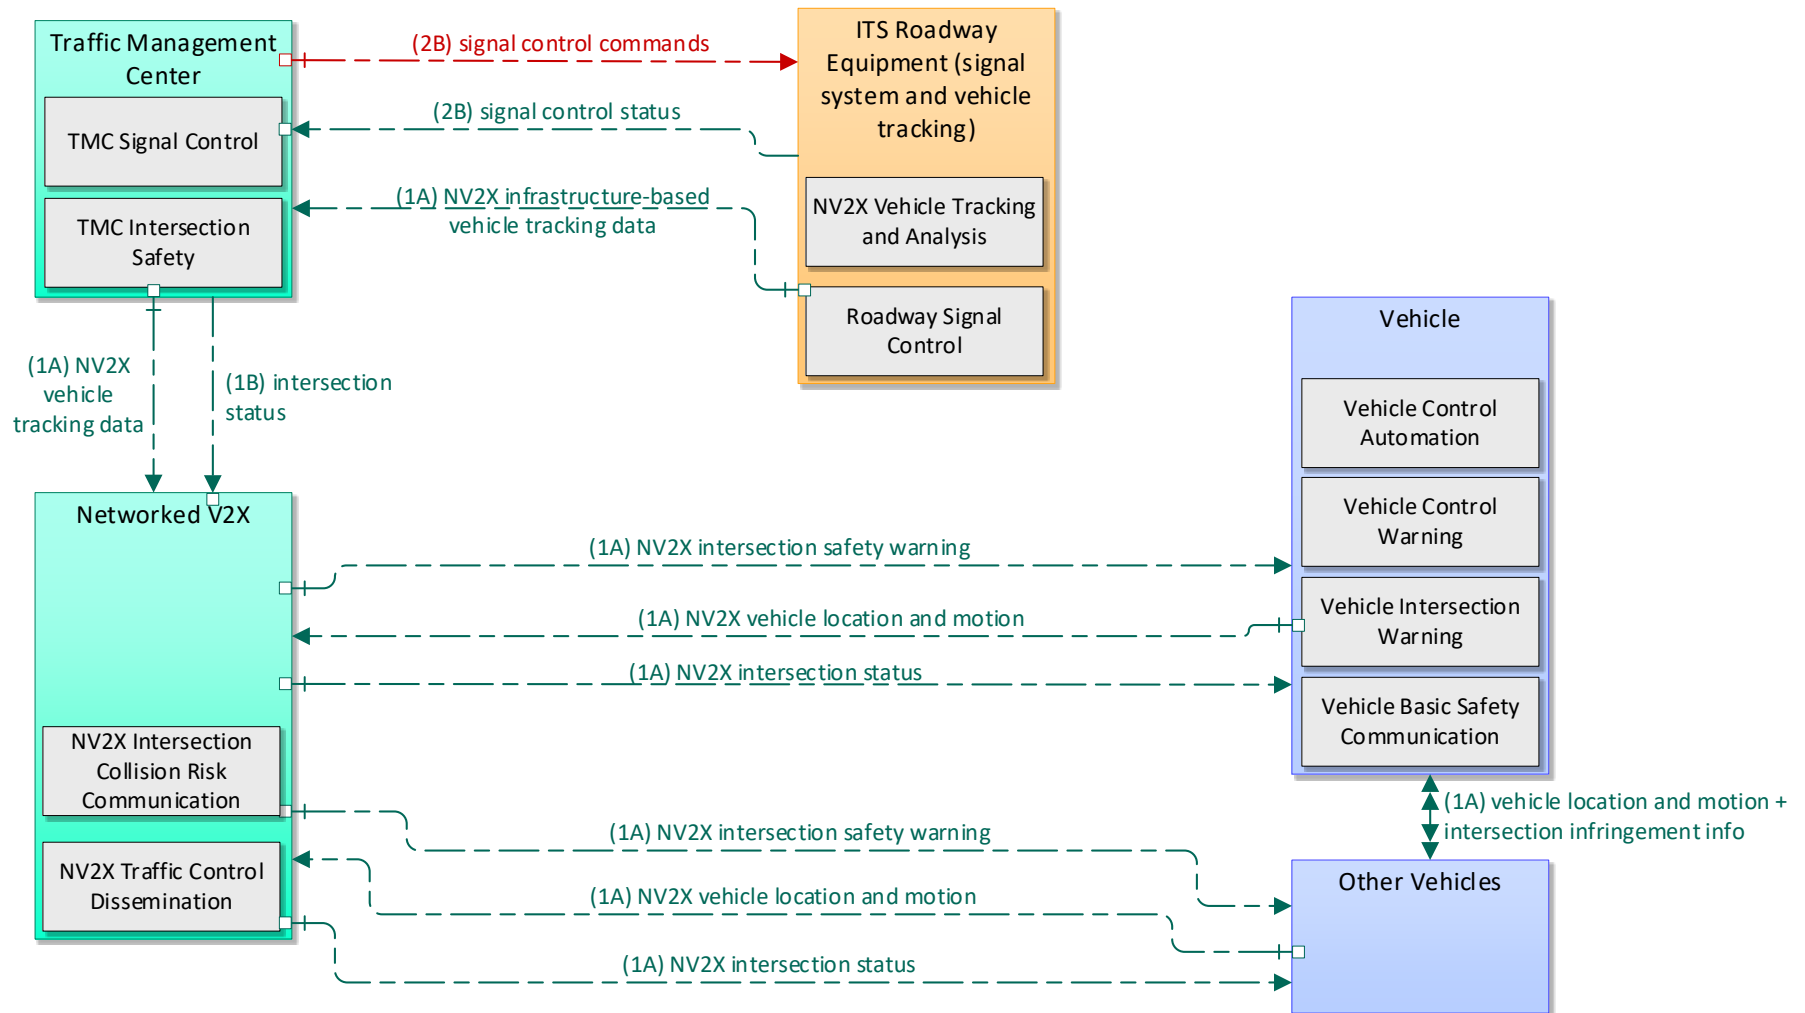 Traffic Management
Center
TMC Signal Control
TMC Intersection
Safety
(2B) signal control commands
(2B) signal control status
(1A) NV2X infrastructure-based
vehicle tracking data
ITS Roadway
Equipment (signal
system and vehicle
tracking)
NV2X Vehicle Tracking
and Analysis
Roadway Signal
Control
(1A) NV2X
vehicle
tracking data
(1B) intersection
status
Vehicle
Vehicle Control
Automation
Vehicle Control
Warning
Vehicle Intersection
Warning
Vehicle Basic Safety
Communication
Networked V2X
(1A) NV2X intersection safety warning
(1A) NV2X vehicle location and motion
(1A) NV2X intersection status
NV2X Intersection
Collision Risk
Communication
NV2X Traffic Control
Dissemination
(1A) vehicle location and motion +
intersection infringement info
(1A) NV2X intersection safety warning
(1A) NV2X vehicle location and motion
(1A) NV2X intersection status
Other Vehicles